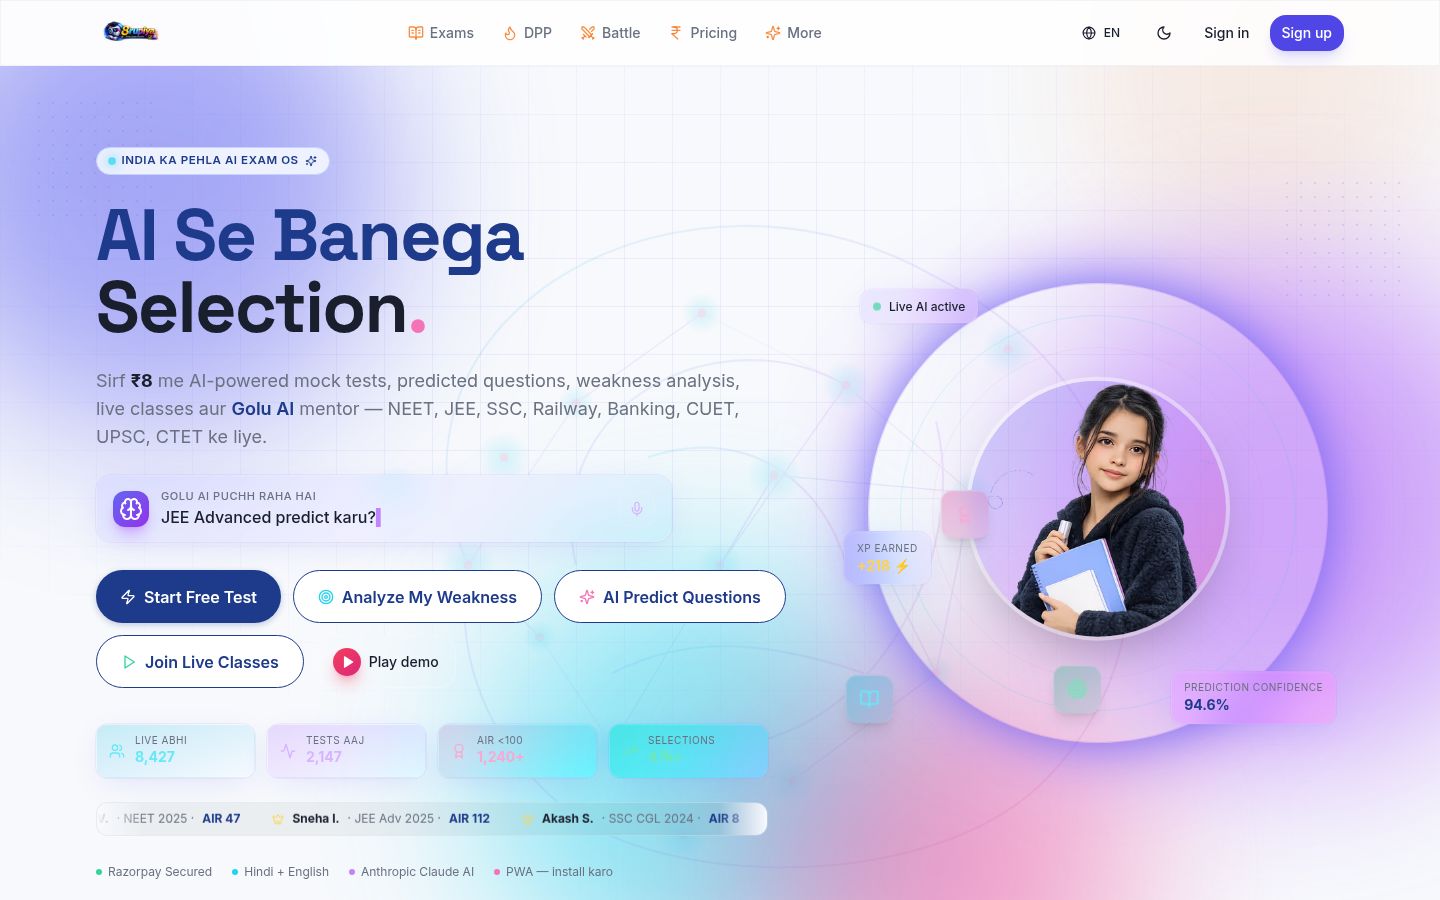 8rupiya
Exams
DPP
Battle
Pricing
More
EN
Sign in
Sign up
INDIA KA PEHLA AI EXAM OS
AI Se Banega
Selection.
Sirf ₹8 me AI-powered mock tests, predicted questions, weakness analysis,
live classes aur Golu AI mentor — NEET, JEE, SSC, Railway, Banking, CUET,
UPSC, CTET ke liye.
GOLU AI PUCHH RAHA HAI
JEE Advanced predict karu?
Start Free Test
Analyze My Weakness
AI Predict Questions
Join Live Classes
Play demo
LIVE ABHI
8,427
TESTS AAJ
2,147
AIR <100
1,240+
SELECTIONS
· NEET 2025 · AIR 47
Sneha I. · JEE Adv 2025 · AIR 112
Akash S. · SSC CGL 2024 · AIR 8
Razorpay Secured
Hindi + English
Anthropic Claude AI
PWA — install karo
Live AI active
XP EARNED
+218 ⚡
PREDICTION CONFIDENCE
94.6%